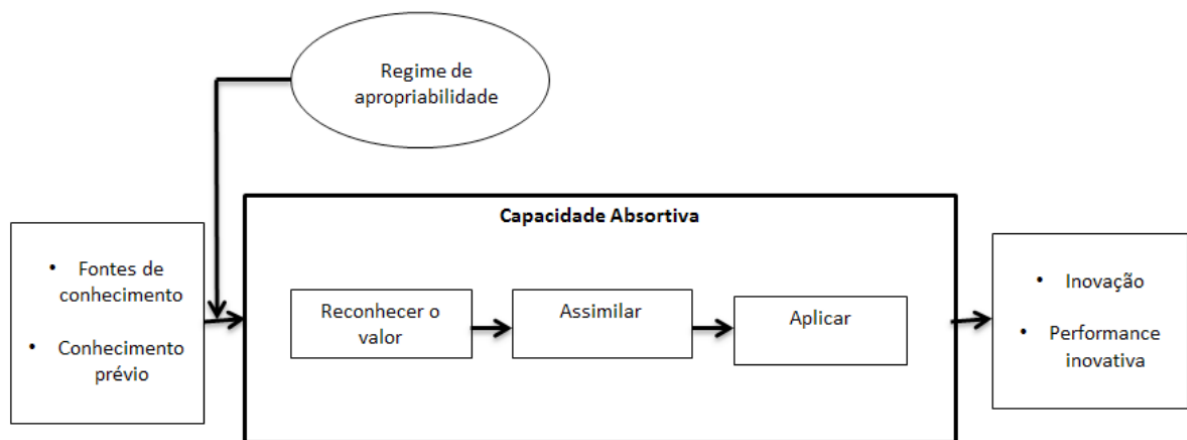 Regime de
apropriabilidade
Capacidade Absortiva
• Fontes de
conhecimento
• Conhecimento
prévio
Reconhecer o
valor
Assimilar
Aplicar
• Inovação
• Performance
inovativa